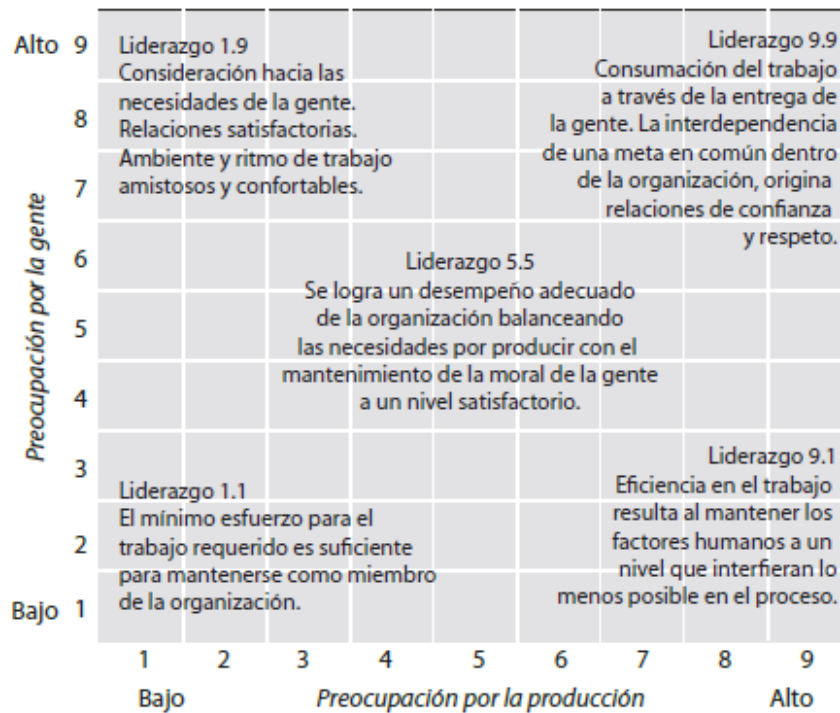 Preocupación por la gente
Alto 9
8
7
6
5
4
3
2
Bajo 1
Liderazgo 1.9
Consideración hacia las
necesidades de la gente.
Relaciones satisfactorias.
Ambiente y ritmo de trabajo
amistosos y confortables.
Liderazgo 9.9
Consumación del trabajo
a través de la entrega de
la gente. La interdependencia
de una meta en común dentro
de la organización, origina
relaciones de confianza
y respeto.
Liderazgo 5.5
Se logra un desempeño adecuado
de la organización balanceando
las necesidades por producir con el
mantenimiento de la moral de la gente
a un nivel satisfactorio.
Liderazgo 1.1
El mínimo esfuerzo para el
trabajo requerido es suficiente
para mantenerse como miembro
de la organización.
Liderazgo 9.1
Eficiencia en el trabajo
resulta al mantener los
factores humanos a un
nivel que interfieran lo
menos posible en el proceso.
1 2 3 4 5 6 7 8 9
Bajo Preocupación por la producción Alto